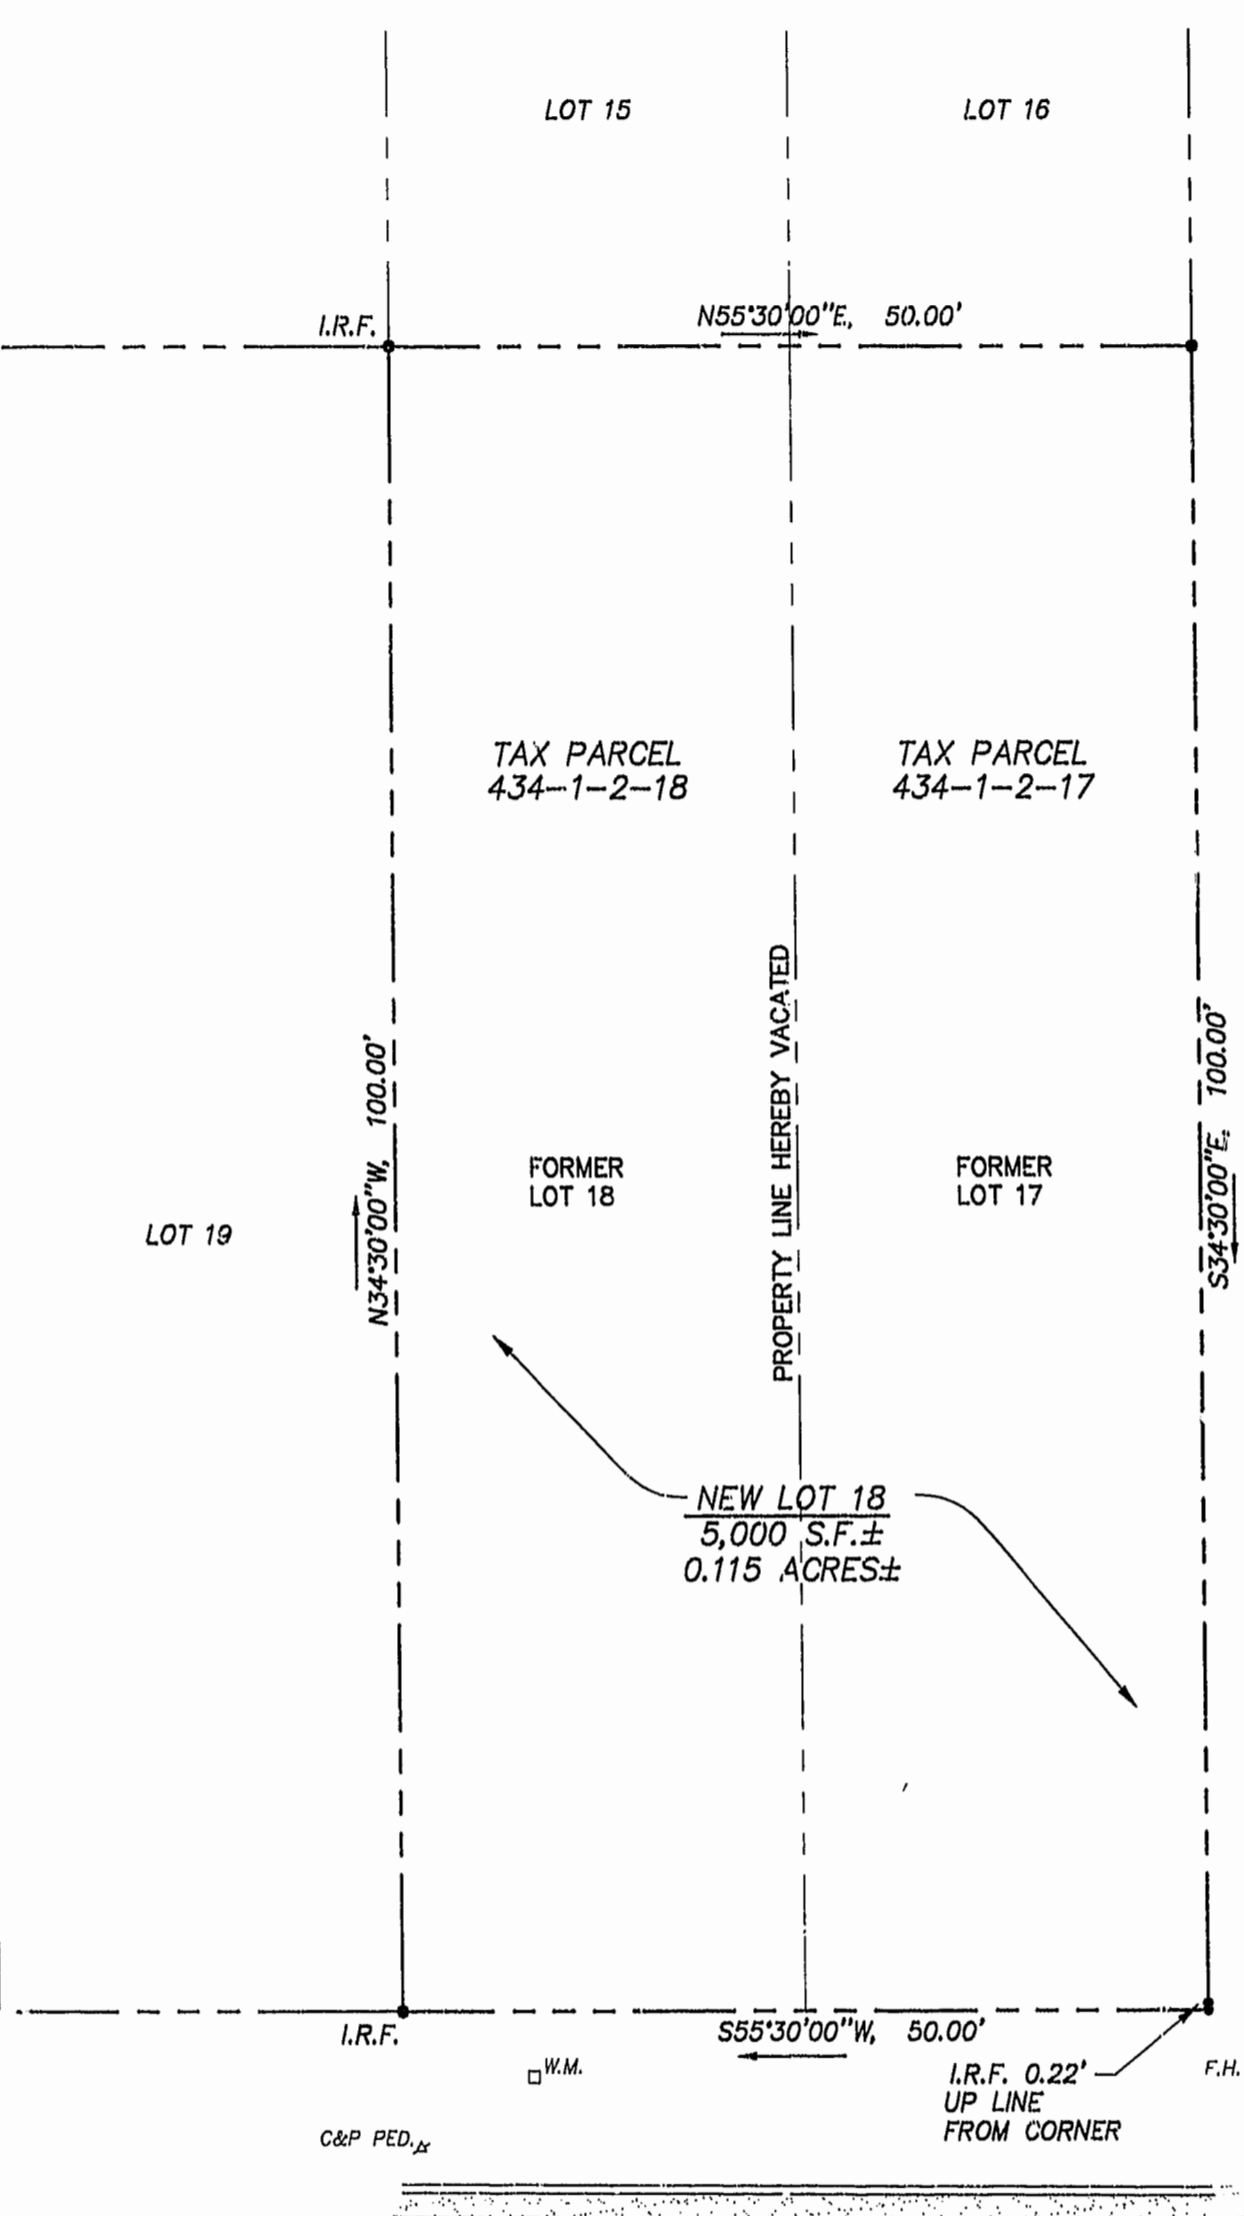 LOT 15
LOT 16
I.R.F.
N55°30'00"E, 50.00'
TAX PARCEL
434-1-2-18
TAX PARCEL
434-1-2-17
PROPERTY LINE HEREBY VACATED
N34°30'00"W, 100.00'
S34°30'00"E, 100.00'
FORMER
LOT 18
FORMER
LOT 17
LOT 19
NEW LOT 18
5,000 S.F.±
0.115 ACRES±
I.R.F.
S55°30'00"W, 50.00'
W.M.
I.R.F. 0.22'
UP LINE
FROM CORNER
F.H.
C&P PED.